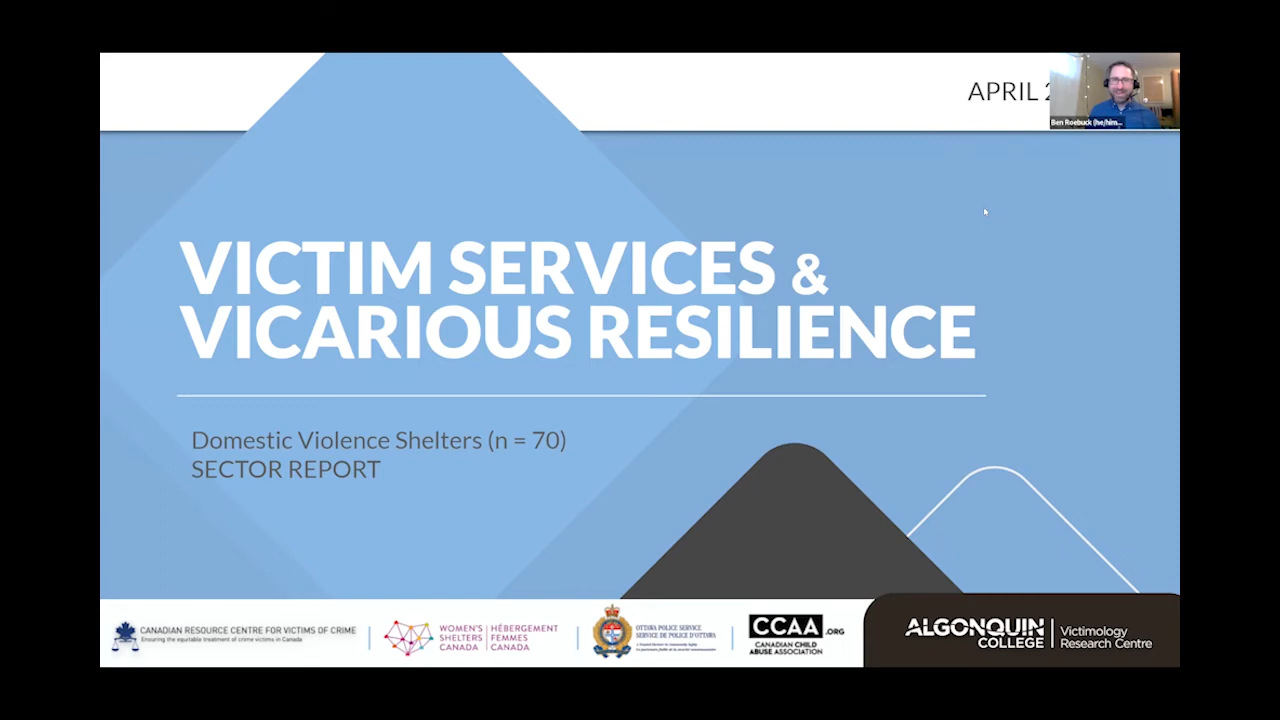 APRIL 2
Ben Roebuck (he/him...
VICTIM SERVICES &
VICARIOUS RESILIENCE
Domestic Violence Shelters (n = 70)
SECTOR REPORT
CANADIAN RESOURCE CENTRE FOR VICTIMS OF CRIME
Ensuring the equitable treatment of crime victims in Canada
WOMEN'S
SHELTERS
CANADA
HÉBERGEMENT
FEMMES
CANADA
OTTAWA POLICE SERVICE
SERVICE DE POLICE D'OTTAWA
CCAA.ORG
CANADIAN CHILD
ABUSE ASSOCIATION
ALGONQUIN
COLLEGE
Victimology
Research Centre